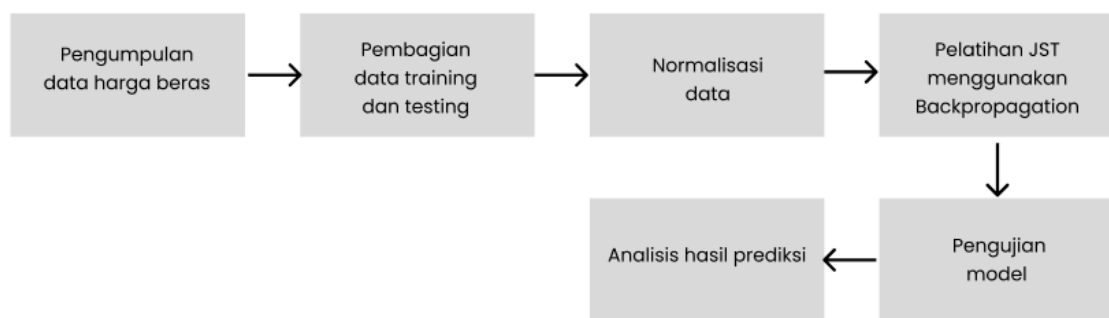 Pengumpulan
data harga beras
Pembagian
data training
dan testing
Normalisasi
data
Pelatihan JST
menggunakan
Backpropagation
Pengujian
model
Analisis hasil prediksi